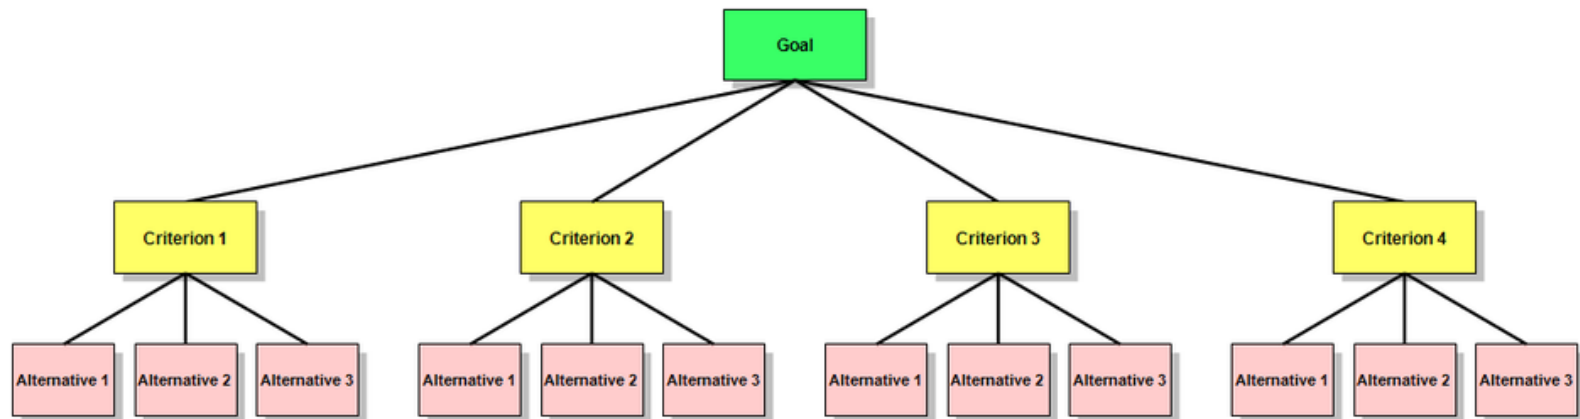 Goal
Criterion 1
Criterion 2
Criterion 3
Criterion 4
Alternative 1
Alternative 2
Alternative 3
Alternative 1
Alternative 2
Alternative 3
Alternative 1
Alternative 2
Alternative 3
Alternative 1
Alternative 2
Alternative 3